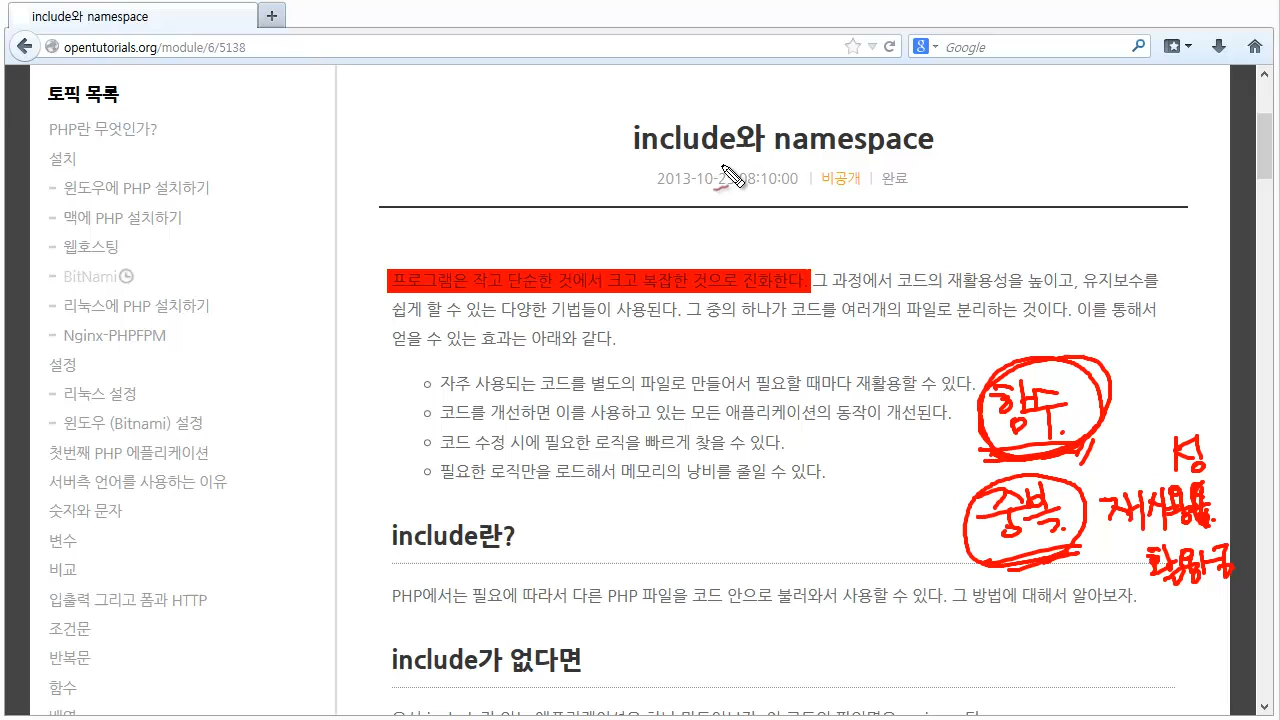 include와 namespace
opentutorials.org/module/6/5138
Google
토픽 목록
PHP란 무엇인가?
설치
윈도우에 PHP 설치하기
맥에 PHP 설치하기
웹호스팅
BitNami
리눅스에 PHP 설치하기
Nginx-PHPFPM
설정
리눅스 설정
윈도우 (Bitnami) 설정
첫번째 PHP 애플리케이션
서버측 언어를 사용하는 이유
숫자와 문자
변수
비교
입출력 그리고 폼과 HTTP
조건문
반복문
함수
include와 namespace
08:10:00 | 비공개 | 완료
프로그램은 작고 단순한 것에서 크고 복잡한 것으로 진화한다. 그 과정에서 코드의 재활용성을 높이고, 유지보수를
쉽게 할 수 있는 다양한 기법들이 사용된다. 그 중의 하나가 코드를 여러개의 파일로 분리하는 것이다. 이를 통해서
얻을 수 있는 효과는 아래와 같다.
자주 사용되는 코드를 별도의 파일로 만들어서 필요할 때마다 재활용할 수 있다.
코드를 개선하면 이를 사용하고 있는 모든 애플리케이션의 동작이 개선된다.
코드 수정 시에 필요한 로직을 빠르게 찾을 수 있다.
필요한 로직만을 로드해서 메모리의 낭비를 줄일 수 있다.
함수.
중복.
성
include란?
PHP에서는 필요에 따라서 다른 PHP 파일을 코드 안으로 불러와서 사용할 수 있다. 그 방법에 대해서 알아보자.
include가 없다면